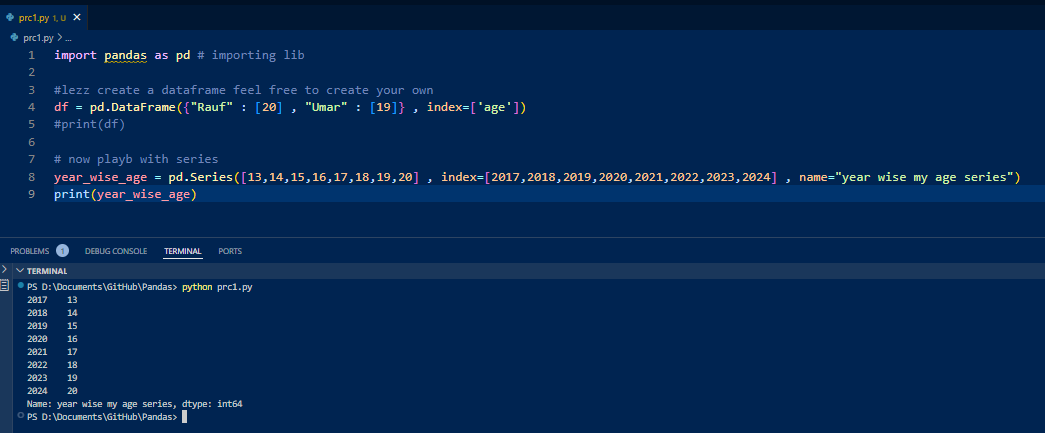 prc1.py 1, U
prc1.py > ...
1 import pandas as pd # importing lib
2
3 #lezz create a dataframe feel free to create your own
4 df = pd.DataFrame({"Rauf" : [20] , "Umar" : [19]} , index=['age'])
5 #print(df)
6
7 # now playb with series
8 year_wise_age = pd.Series([13,14,15,16,17,18,19,20] , index=[2017,2018,2019,2020,2021,2022,2023,2024] , name="year wise my age series")
9 print(year_wise_age)
PROBLEMS 1 DEBUG CONSOLE TERMINAL PORTS
TERMINAL
PS D:\Documents\GitHub\Pandas> python prc1.py
2017 13
2018 14
2019 15
2020 16
2021 17
2022 18
2023 19
2024 20
Name: year wise my age series, dtype: int64
PS D:\Documents\GitHub\Pandas>